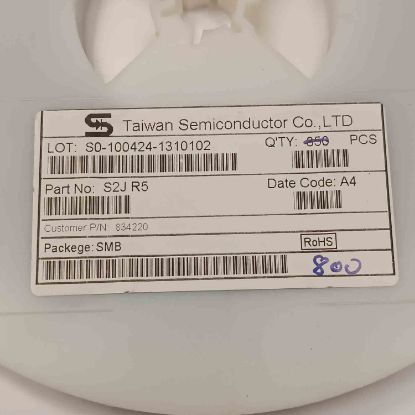 Taiwan Semiconductor Co.,LTD
LOT: S0-100424-1310102 Q'TY: 850 PCS
Part No: S2J R5 Date Code: A4
Customer P/N: 834220
Packege: SMB RoHS
800